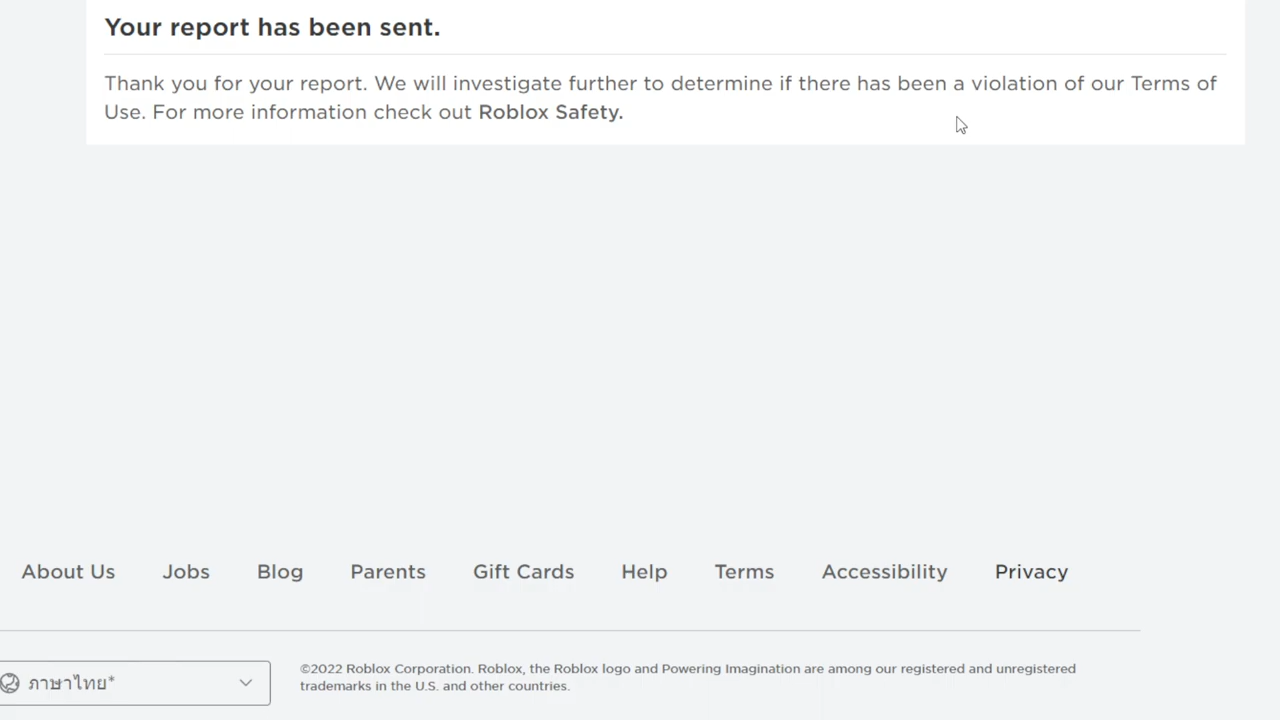 Your report has been sent.
Thank you for your report. We will investigate further to determine if there has been a violation of our Terms of
Use. For more information check out Roblox Safety.
About Us Jobs Blog Parents Gift Cards Help Terms Accessibility Privacy
ภาษาไทย*
©2022 Roblox Corporation. Roblox, the Roblox logo and Powering Imagination are among our registered and unregistered
trademarks in the U.S. and other countries.